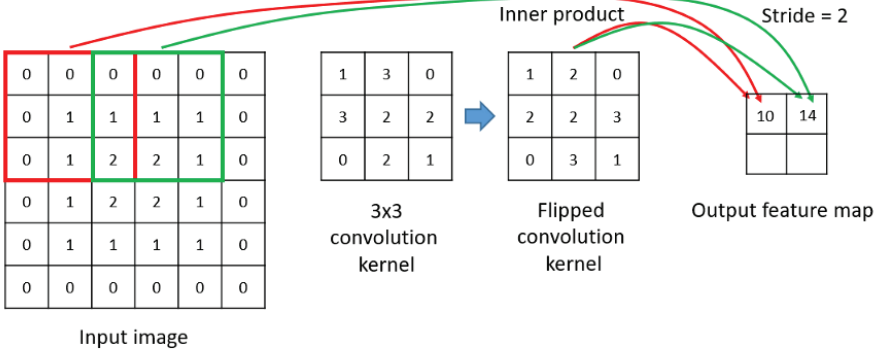 Inner product
Stride = 2
0 0 0 0 0 0
0 1 1 1 1 0
0 1 2 2 1 0
0 1 2 2 1 0
0 1 1 1 1 0
0 0 0 0 0 0
Input image
1 3 0
3 2 2
0 2 1
3x3
convolution
kernel
1 2 0
2 2 3
0 3 1
Flipped
convolution
kernel
10 14
Output feature map